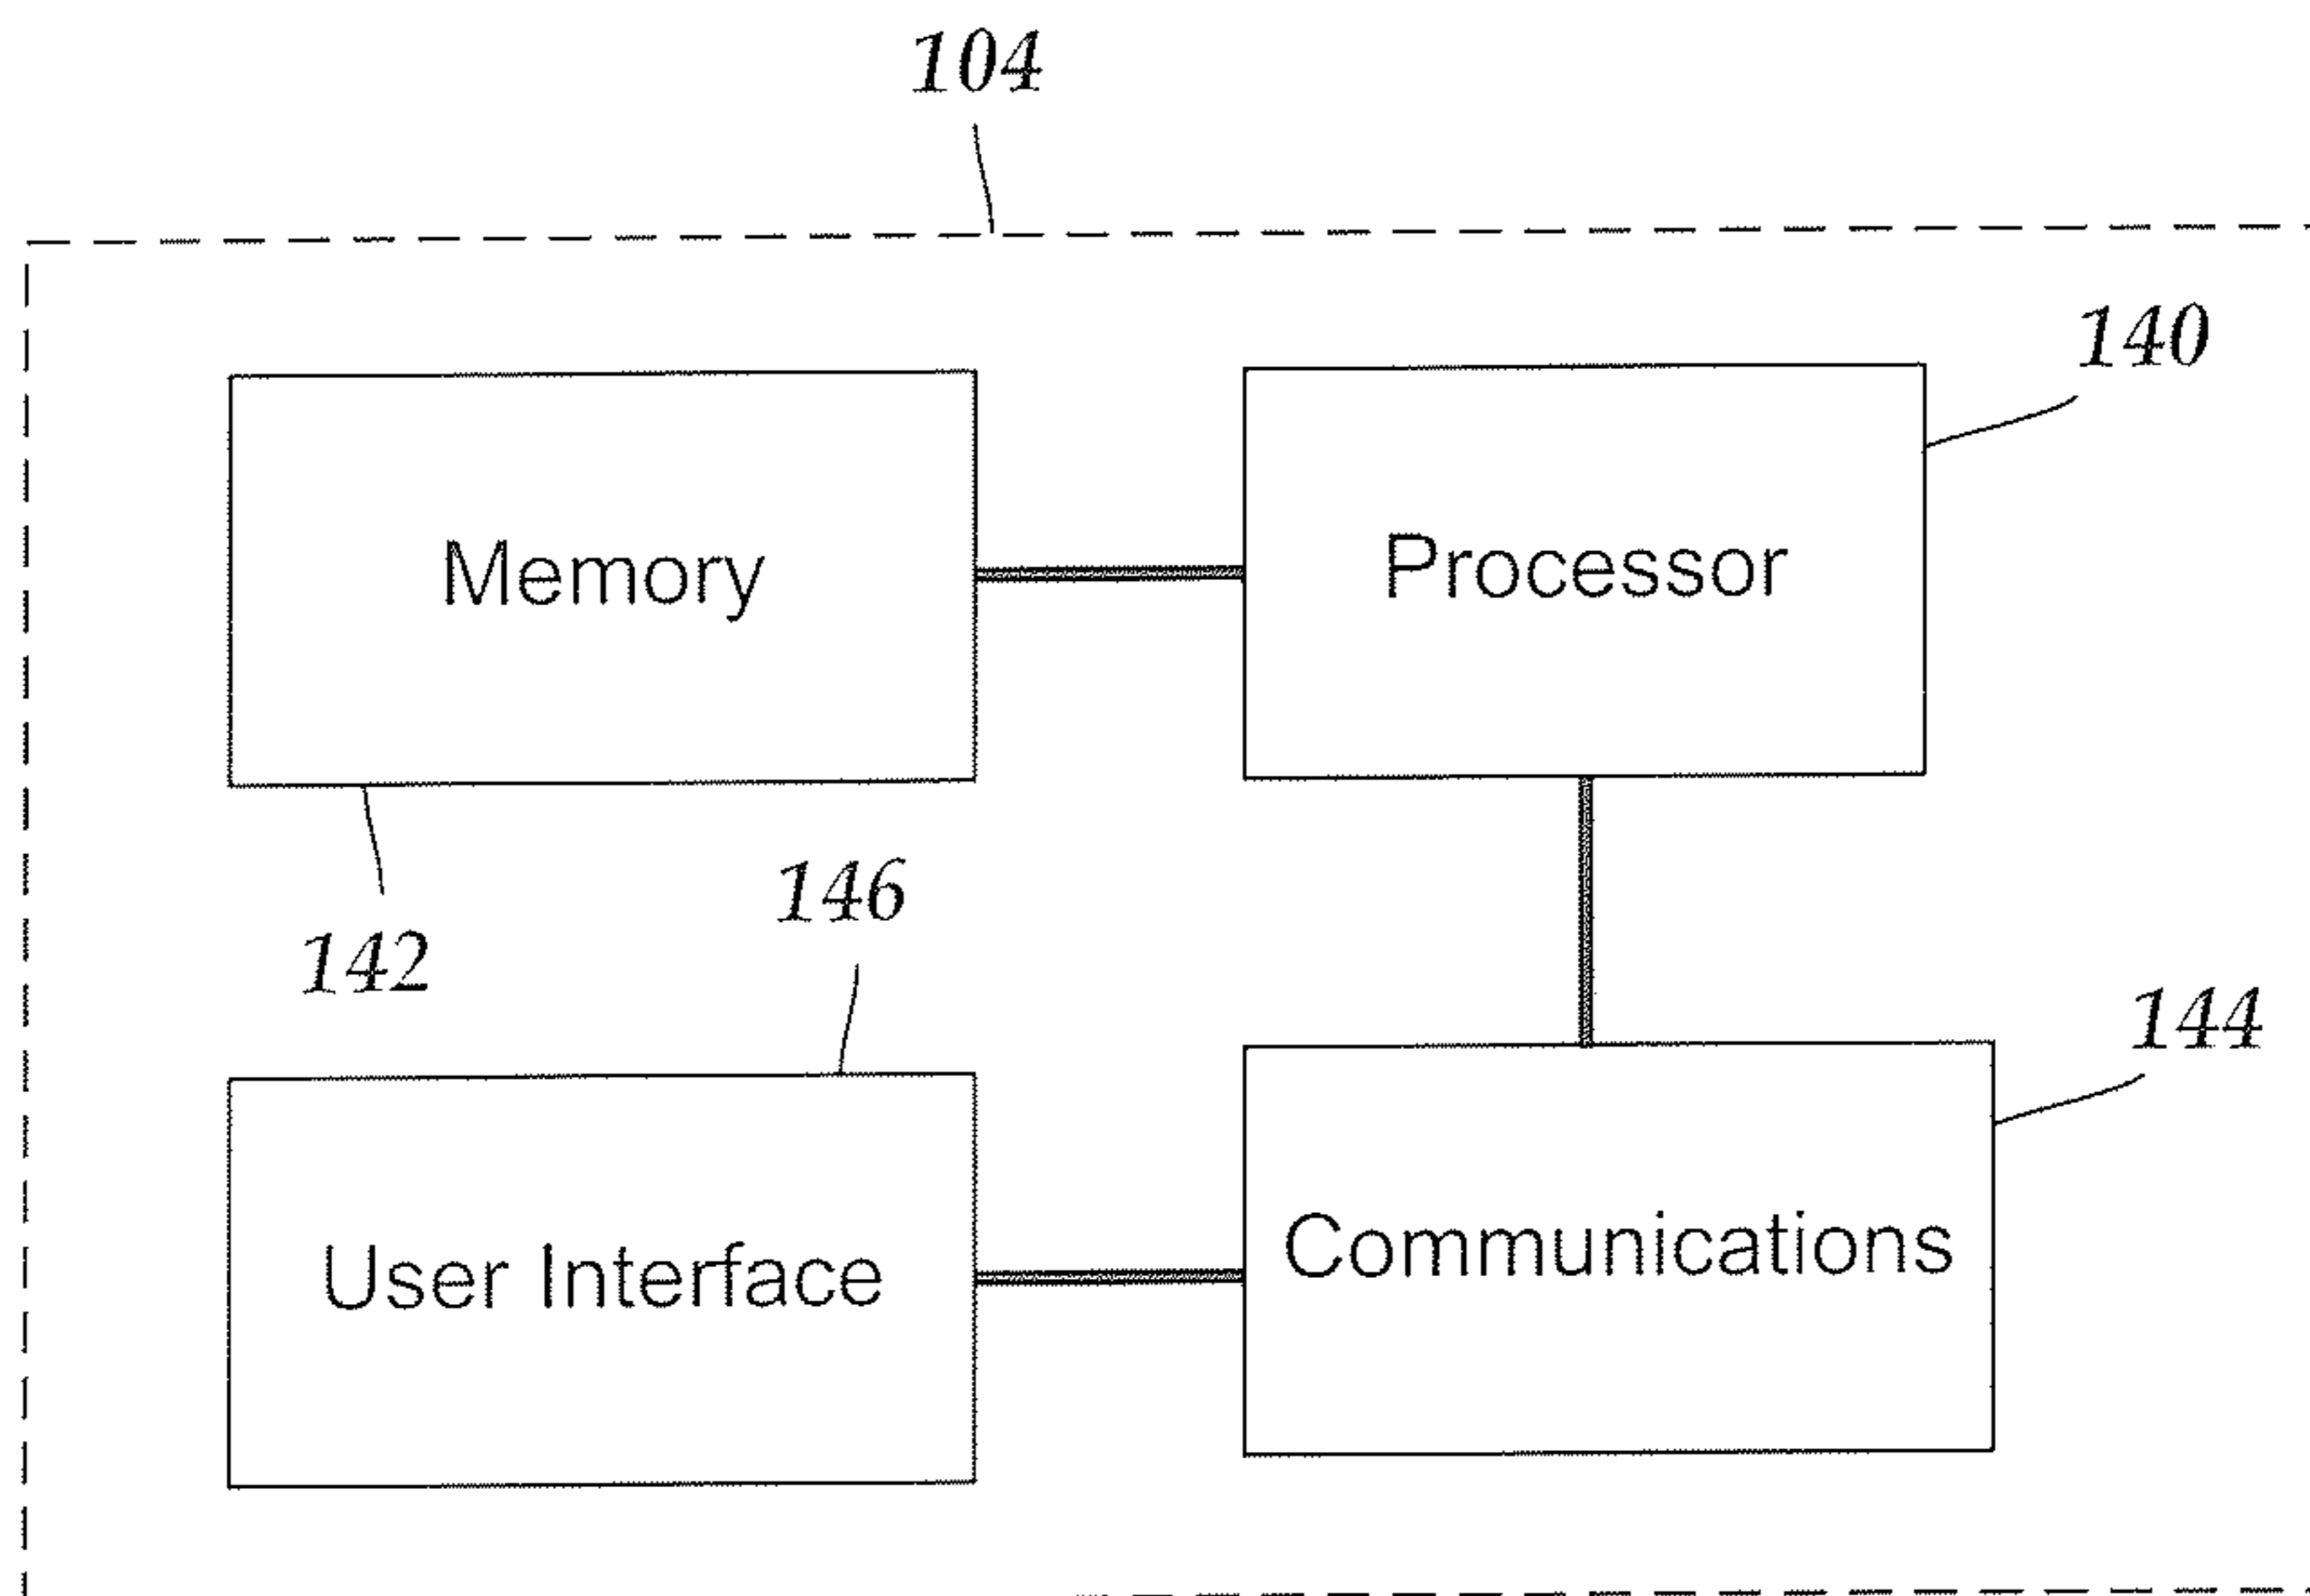 104
140
Memory
Processor
146
142
144
User Interface
Communications